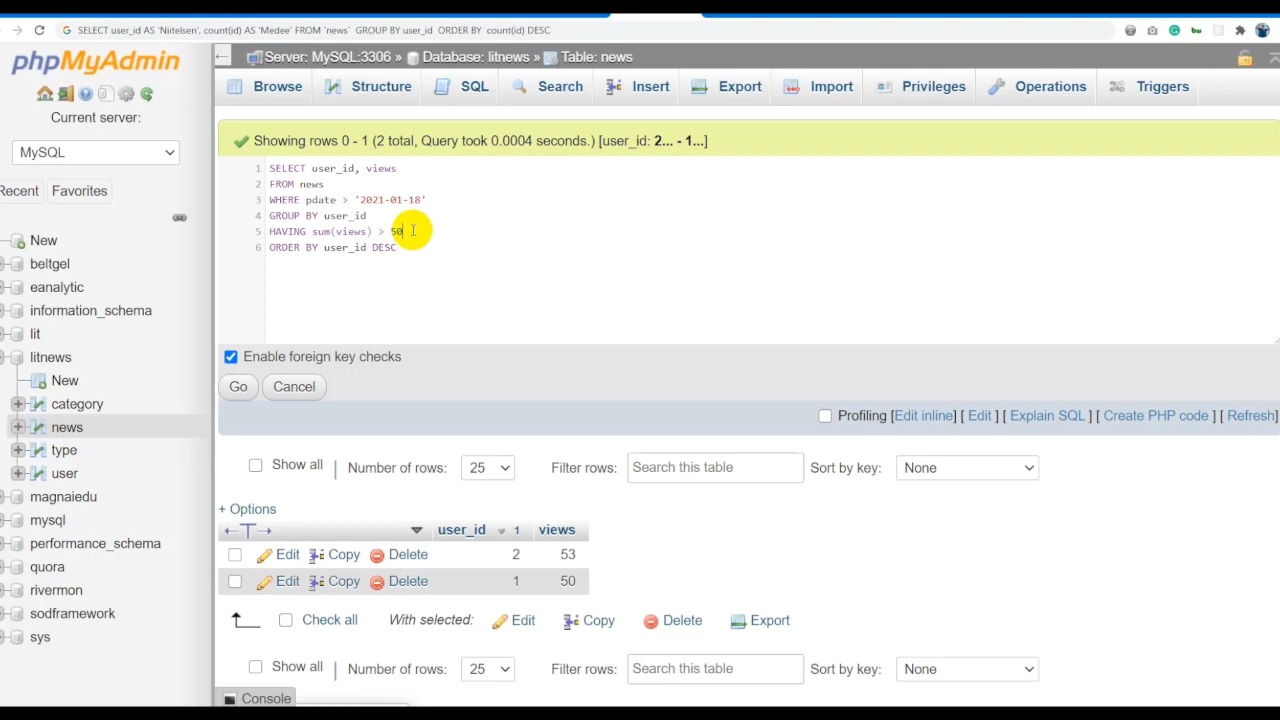 SELECT user_id AS 'Niitelsen', count(id) AS 'Medee' FROM `news` GROUP BY user_id ORDER BY count(id) DESC
phpMyAdmin
Current server:
MySQL
Recent Favorites
New
beltgel
eanalytic
information_schema
lit
litnews
New
category
news
type
user
magnaiedu
mysql
performance_schema
quora
rivermon
sodframework
sys
Server: MySQL:3306 » Database: litnews » Table: news
Browse Structure SQL Search Insert Export Import Privileges Operations Triggers
Showing rows 0 - 1 (2 total, Query took 0.0004 seconds.) [user_id: 2... - 1...]
1 SELECT user_id, views
2 FROM news
3 WHERE pdate > '2021-01-18'
4 GROUP BY user_id
5 HAVING sum(views) > 50
6 ORDER BY user_id DESC
Enable foreign key checks
Go Cancel
Profiling [Edit inline] [ Edit ] [ Explain SQL ] [ Create PHP code ] [ Refresh]
Show all Number of rows: 25 Filter rows: Search this table Sort by key: None
+ Options
←T→ user_id 1 views
Edit Copy Delete 2 53
Edit Copy Delete 1 50
Check all With selected: Edit Copy Delete Export
Show all Number of rows: 25 Filter rows: Search this table Sort by key: None
Console